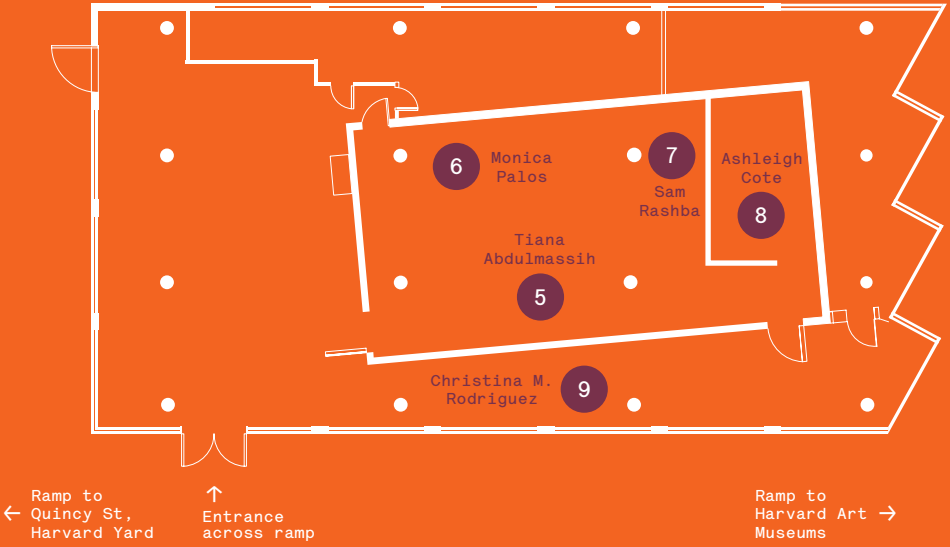 6
Monica
Palos
7
Sam
Rashba
Ashleigh
Cote
8
Tiana
Abdulmassih
5
Christina M.
Rodriguez
9
← Ramp to
Quincy St,
Harvard Yard
↑
Entrance
across ramp
Ramp to
Harvard Art →
Museums